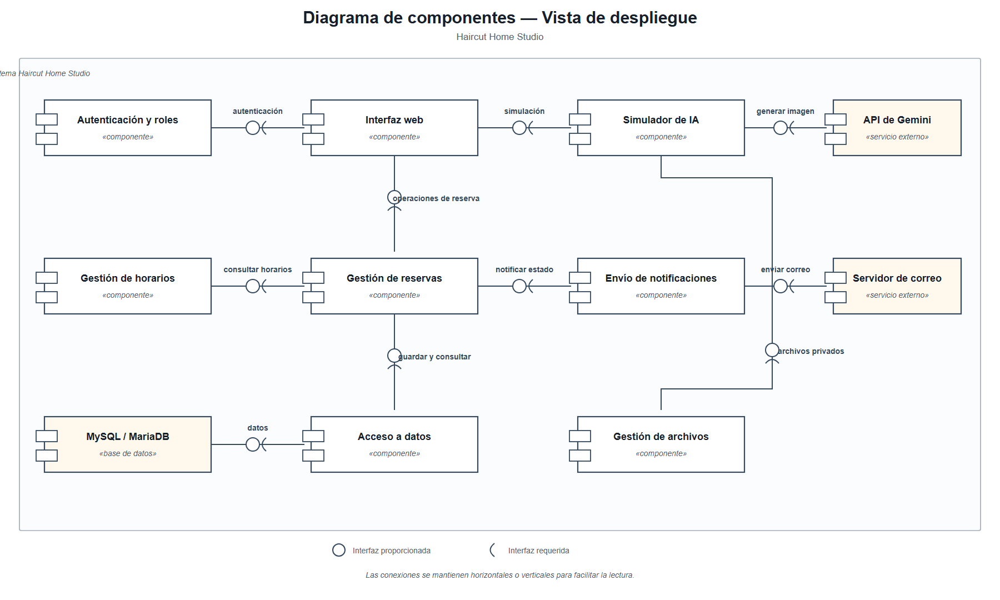 Diagrama de componentes — Vista de despliegue
Haircut Home Studio
tema Haircut Home Studio
autenticación
simulación
generar imagen
Autenticación y roles
«componente»
Interfaz web
«componente»
Simulador de IA
«componente»
API de Gemini
«servicio externo»
operaciones de reserva
consultar horarios
notificar estado
enviar correo
Gestión de horarios
«componente»
Gestión de reservas
«componente»
Envío de notificaciones
«componente»
Servidor de correo
«servicio externo»
guardar y consultar
archivos privados
datos
MySQL / MariaDB
«base de datos»
Acceso a datos
«componente»
Gestión de archivos
«componente»
Interfaz proporcionada
Interfaz requerida
Las conexiones se mantienen horizontales o verticales para facilitar la lectura.